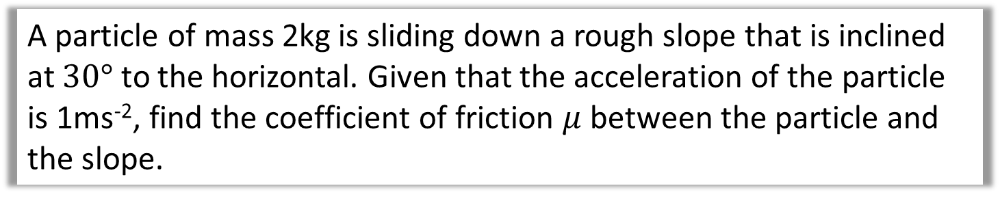 A particle of mass 2kg is sliding down a rough slope that is inclined
at 30° to the horizontal. Given that the acceleration of the particle
is 1ms⁻², find the coefficient of friction μ between the particle and
the slope.